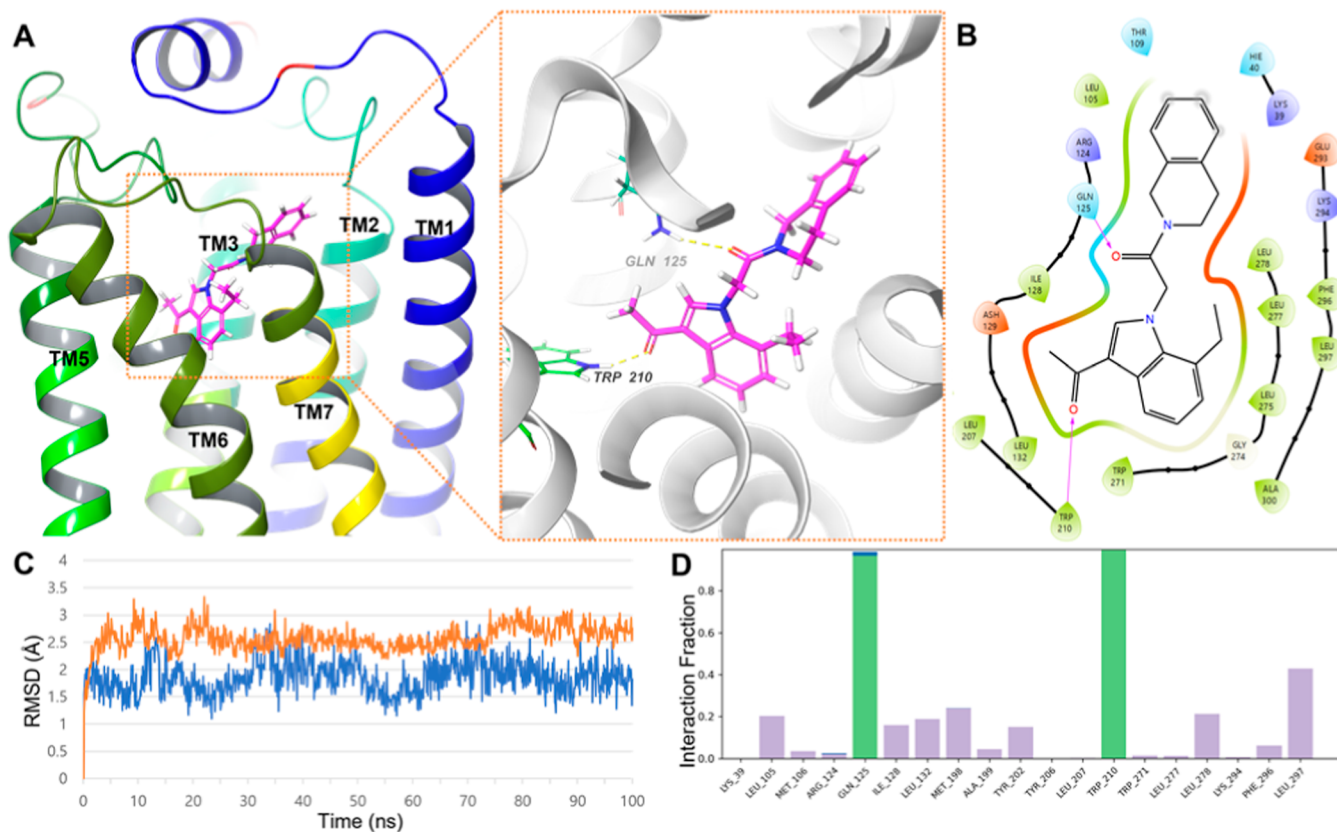 A
TM3
TM2
TM1
TM5
TM7
TM6
GLN 125
TRP 210
B
THR
109
HIE
40
LEU
105
LYS
39
ARG
124
GLU
293
GLN
125
LYS
294
N
O
LEU
278
ILE
128
PHE
296
LEU
277
ASH
129
N
LEU
297
LEU
275
O
LEU
207
LEU
132
GLY
274
TRP
271
ALA
300
TRP
210
C
RMSD (Å)
4
3.5
3
2.5
2
1.5
1
0.5
0
0 10 20 30 40 50 60 70 80 90 100
Time (ns)
D
Interaction Fraction
0.8
0.6
0.4
0.2
0.0
LYS_39 LEU_105 MET_106 ARG_124 GLN_125 ILE_128 LEU_132 MET_198 ALA_199 TYR_202 TYR_206 LEU_207 TRP_210 TRP_271 LEU_277 LEU_278 LYS_294 PHE_296 LEU_297